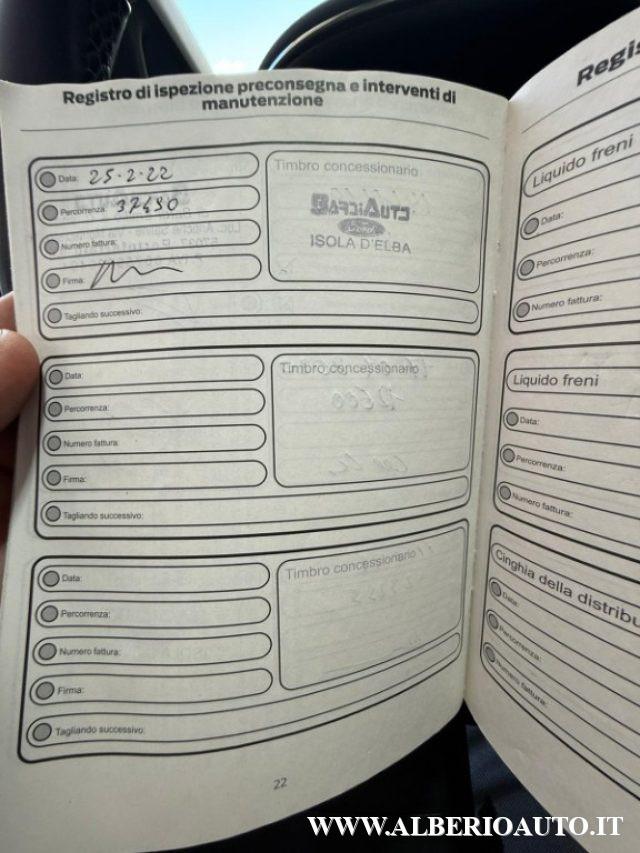 Registro di ispezione preconsegna e interventi di
manutenzione
Data: 25-2-22
Percorrenza: 37490
Numero fattura:
Firma:
Tagliando successivo:
Timbro concessionario
Ford
ISOLA D'ELBA
Data:
Percorrenza:
Numero fattura:
Firma:
Tagliando successivo:
Timbro concessionario
Data:
Percorrenza:
Numero fattura:
Firma:
Tagliando successivo:
Timbro concessionario
22
Regis
Liquido freni
Data:
Percorrenza:
Numero fattura:
Liquido freni
Data:
Percorrenza:
Numero fattura:
Cinghia della distribu
Data:
Percorrenza:
Numero fattura:
WWW.ALBERIOAUTO.IT